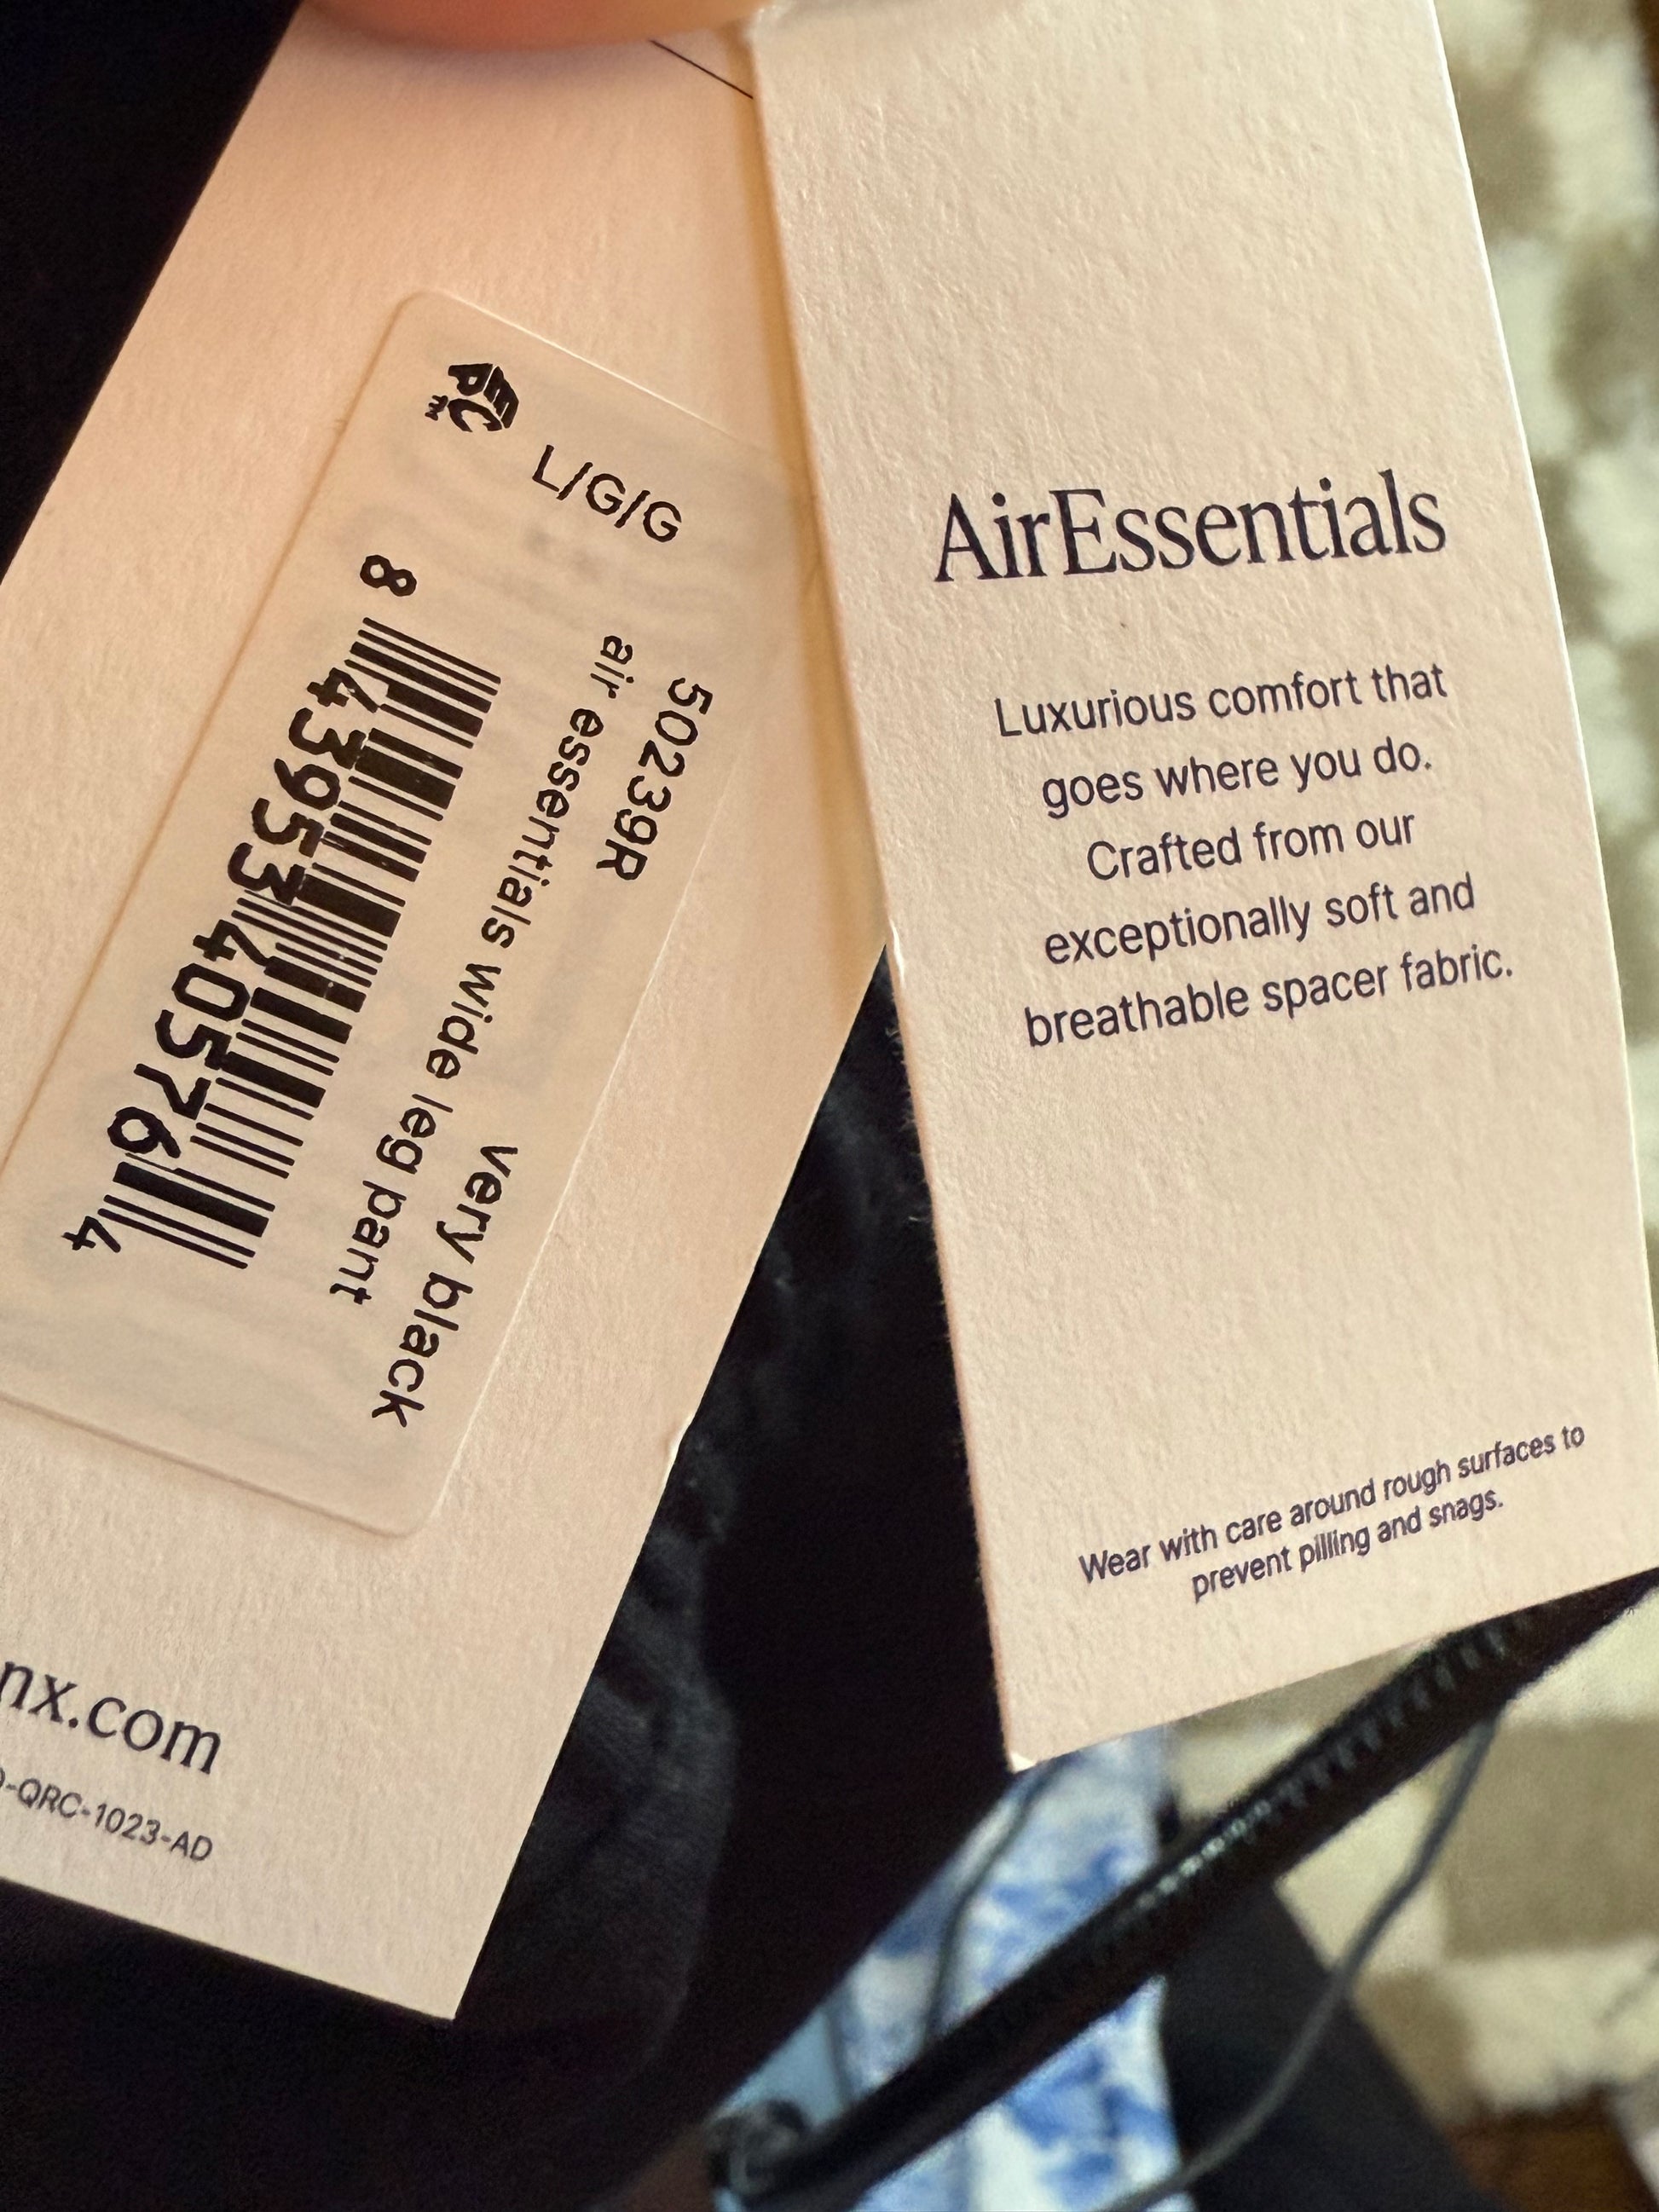 EPC™
L/G/G
50239R
air essentials wide leg pant
very black
8 43953 40576 4
nx.com
-QRC-1023-AD
AirEssentials
Luxurious comfort that
goes where you do.
Crafted from our
exceptionally soft and
breathable spacer fabric.
Wear with care around rough surfaces to
prevent pilling and snags.